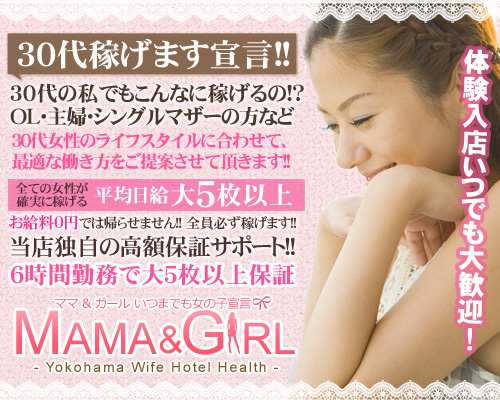 30代稼げます宣言!!
30代の私でもこんなに稼げるの!?
OL・主婦・シングルマザーの方など
30代女性のライフスタイルに合わせて、
最適な働き方をご提案させて頂きます!!
全ての女性が
確実に稼げる
平均日給 大5枚以上
お給料0円では帰らせません!! 全員必ず稼げます!!
当店独自の高額保証サポート!!
6時間勤務で大5枚以上保証
ママ & ガール いつまでも女の子宣言
MAMA&GIRL
- Yokohama Wife Hotel Health -
体験入店いつでも大歓迎！